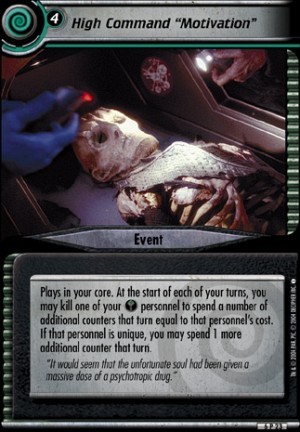 4 High Command "Motivation"
Event
Plays in your core. At the start of each of your turns, you
may kill one of your personnel to spend a number of
additional counters that turn equal to that personnel's cost.
If that personnel is unique, you may spend 1 more
additional counter that turn.
"It would seem that the unfortunate soul had been given a
massive dose of a psychotropic drug."